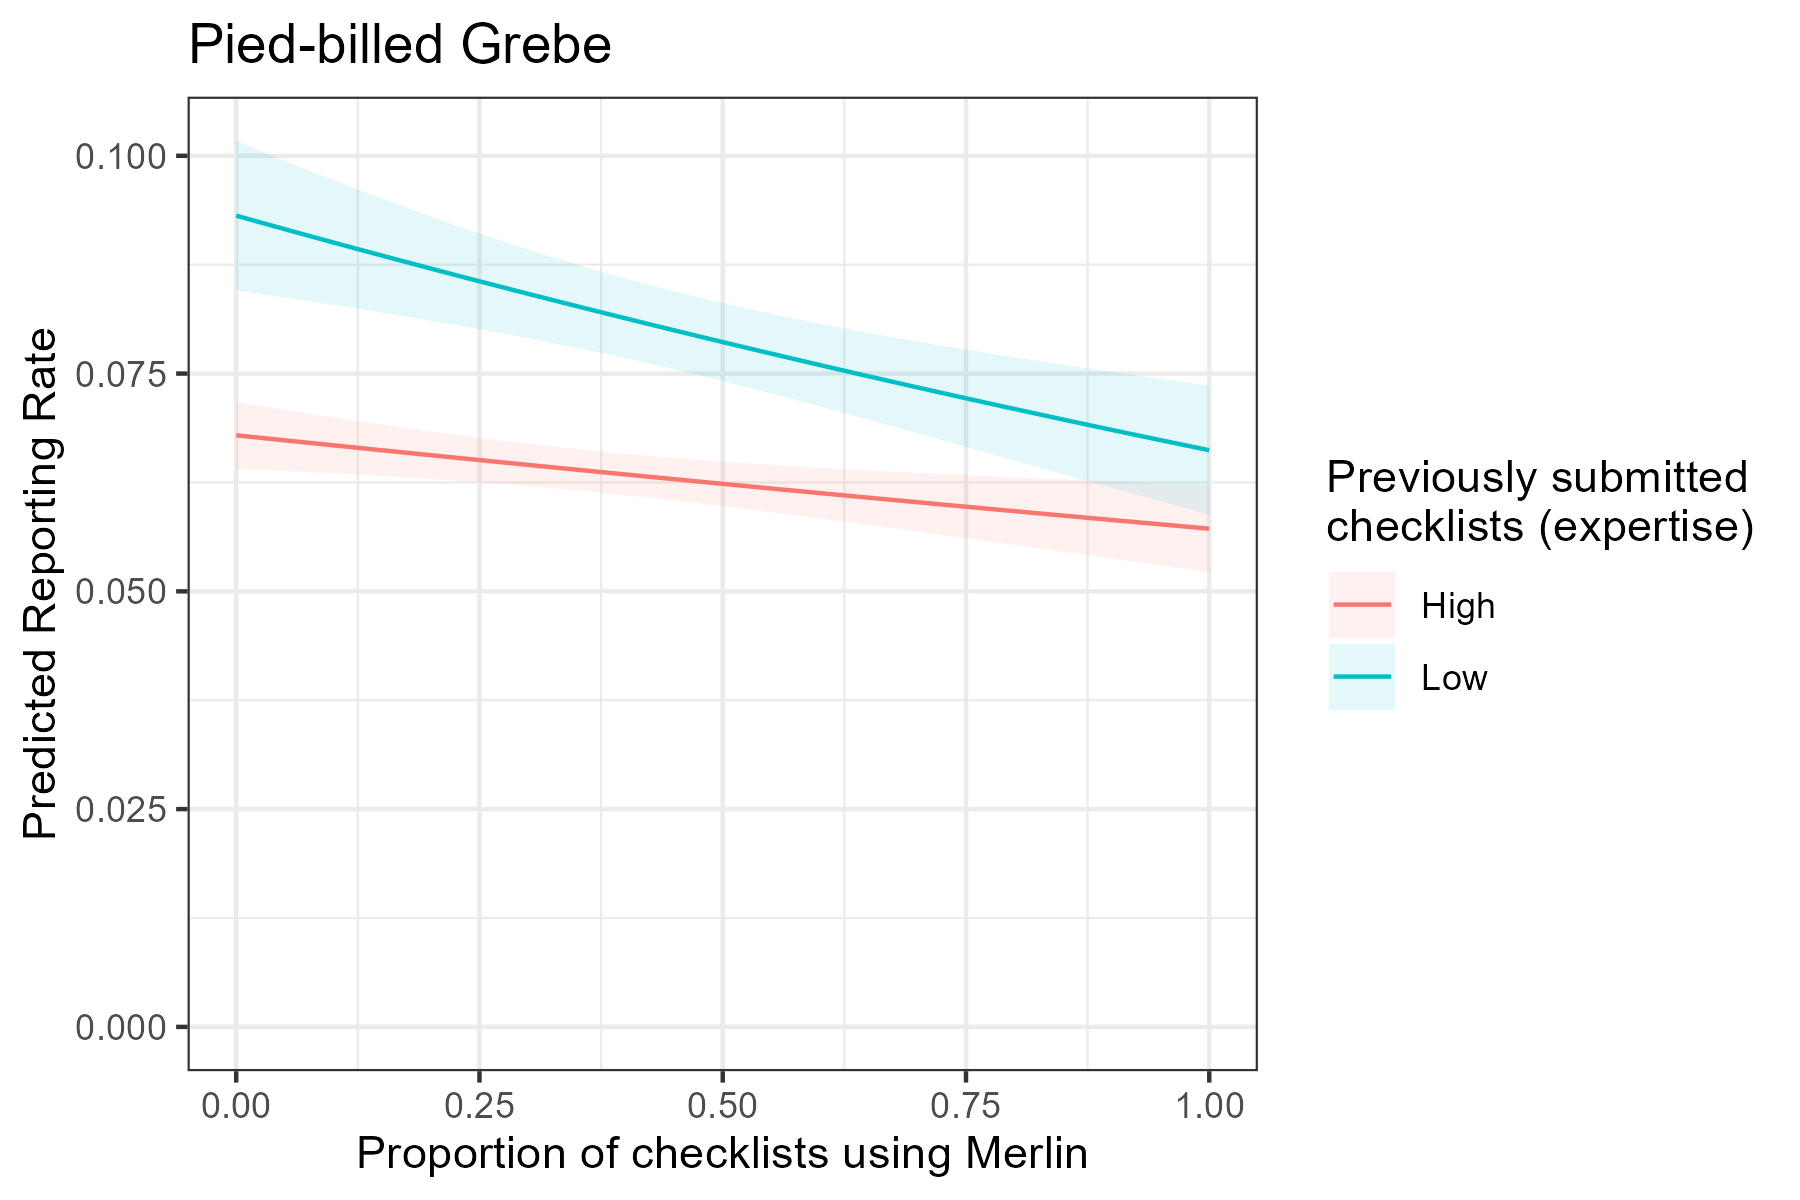 Pied-billed Grebe
Predicted Reporting Rate
0.100
0.075
0.050
0.025
0.000
0.00 0.25 0.50 0.75 1.00
Proportion of checklists using Merlin
Previously submitted
checklists (expertise)
High
Low